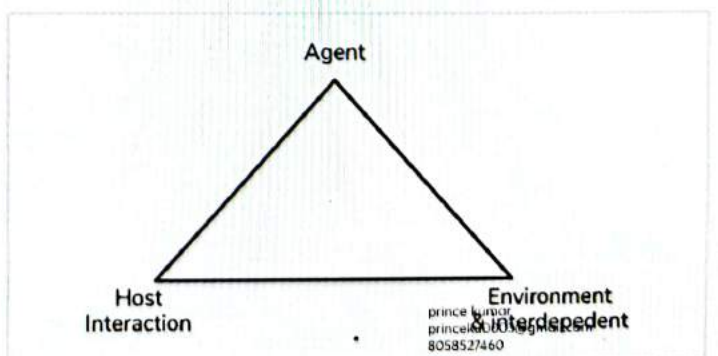 Agent
Host
Interaction
Environment
& interdepedent
prince kumar
8058527460